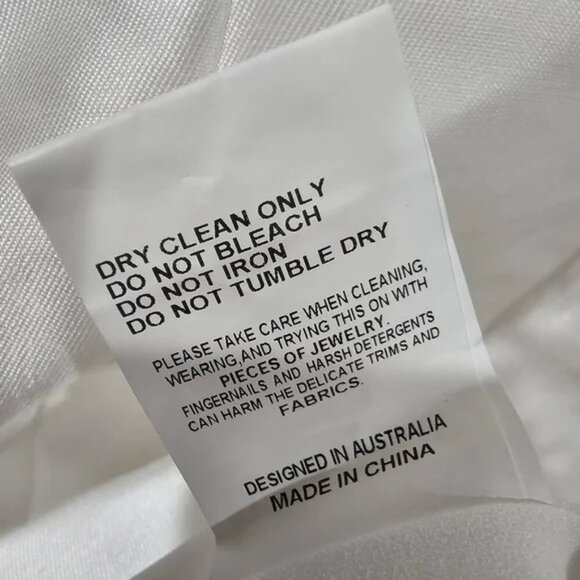 DRY CLEAN ONLY
DO NOT BLEACH
DO NOT IRON
DO NOT TUMBLE DRY
PLEASE TAKE CARE WHEN CLEANING,
WEARING AND TRYING THIS ON WITH
PIECES OF JEWELRY.
FINGERNAILS AND HARSH DETERGENTS
CAN HARM THE DELICATE TRIMS AND
FABRICS.
DESIGNED IN AUSTRALIA
MADE IN CHINA